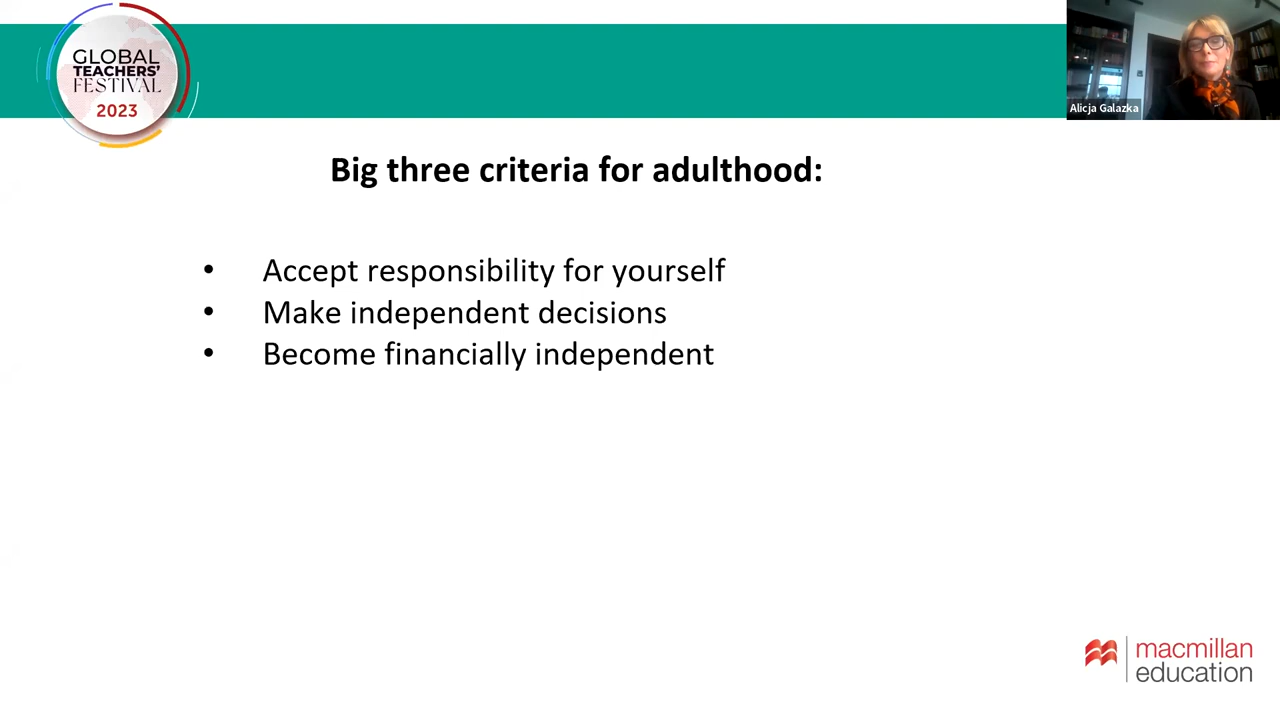 GLOBAL
TEACHERS'
FESTIVAL
2023
Alicja Galazka
Big three criteria for adulthood:
• Accept responsibility for yourself
• Make independent decisions
• Become financially independent
macmillan
education